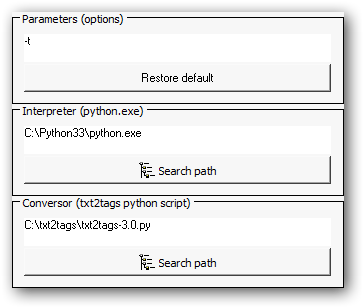 Parameters (options)
-t
Restore default
Interpreter (python.exe)
C:\Python33\python.exe
Search path
Conversor (txt2tags python script)
C:\txt2tags\txt2tags-3.0.py
Search path